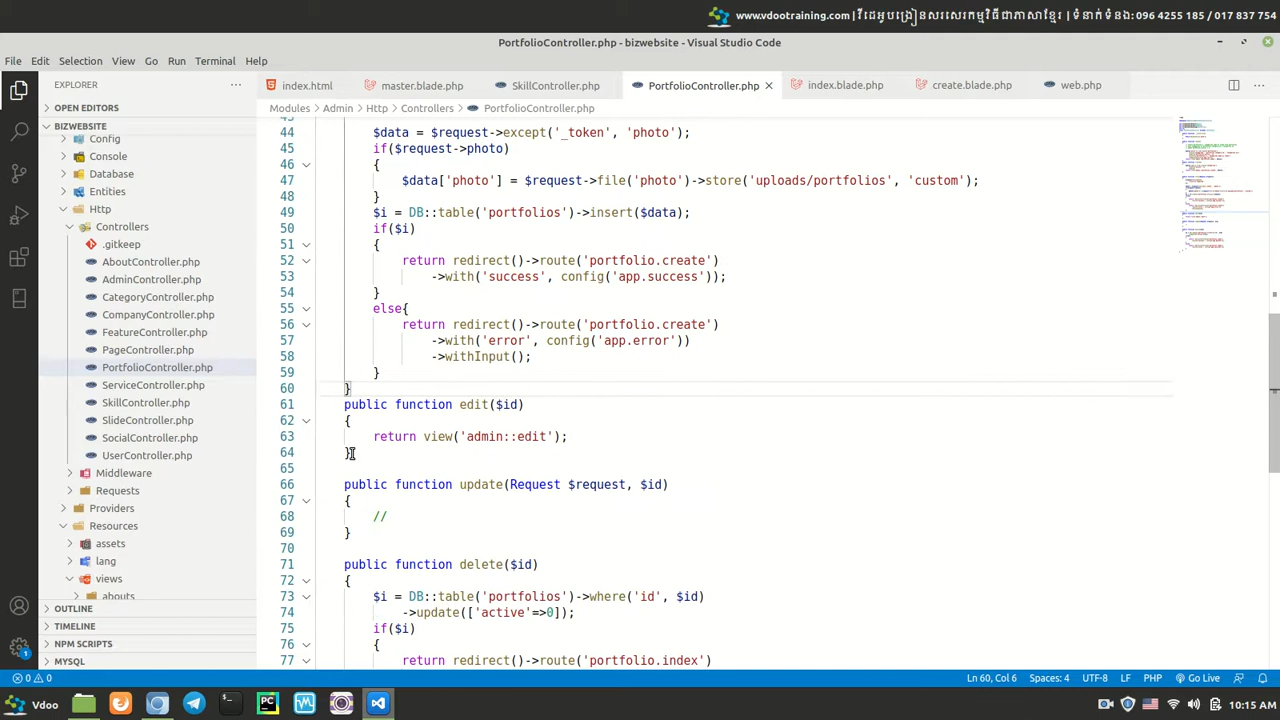 www.vdootraining.com | វីដេអូបង្រៀនសរសេរកម្មវិធីជាភាសាខ្មែរ | ទំនាក់ទំនង: 096 4235 185 / 017 837 754
PortfolioController.php - bizwebsite - Visual Studio Code
File Edit Selection View Go Run Terminal Help
EXPLORER
index.html master.blade.php SkillController.php PortfolioController.php index.blade.php create.blade.php web.php
Modules > Admin > Http > Controllers > PortfolioController.php
OPEN EDITORS
BIZWEBSITE
Config
Console
Database
Entities
Http
Controllers
.gitkeep
AboutController.php
AdminController.php
CategoryController.php
CompanyController.php
FeatureController.php
PageController.php
PortfolioController.php
ServiceController.php
SkillController.php
SlideController.php
SocialController.php
UserController.php
Middleware
Requests
Providers
Resources
assets
lang
views
abouts
OUTLINE
TIMELINE
NPM SCRIPTS
MYSQL
44 $data = $request->except('_token', 'photo');
45 if($request->photo)
46 {
47 $data['photo'] = $request->file('photo')->store('uploads/portfolios', 'custom');
48 }
49 $i = DB::table('portfolios')->insert($data);
50 if($i)
51 {
52 return redirect()->route('portfolio.create')
53 ->with('success', config('app.success'));
54 }
55 else{
56 return redirect()->route('portfolio.create')
57 ->with('error', config('app.error'))
58 ->withInput();
59 }
60 }
61 public function edit($id)
62 {
63 return view('admin::edit');
64 }
65
66 public function update(Request $request, $id)
67 {
68 //
69 }
70
71 public function delete($id)
72 {
73 $i = DB::table('portfolios')->where('id', $id)
74 ->update(['active'=>0]);
75 if($i)
76 {
77 return redirect()->route('portfolio.index')
0 0
Ln 60, Col 6 Spaces: 4 UTF-8 LF PHP Go Live
Vdoo
10:15 AM